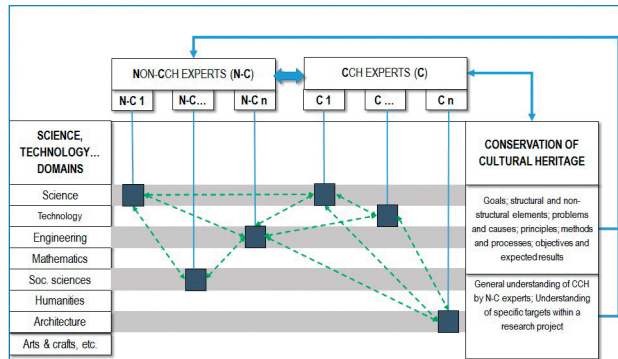 NON-CCH EXPERTS (N-C)
CCH EXPERTS (C)
N-C 1
N-C...
N-C n
C 1
C ...
C n
SCIENCE,
TECHNOLOGY...
DOMAINS
Science
Technology
Engineering
Mathematics
Soc. sciences
Humanities
Architecture
Arts & crafts, etc.
CONSERVATION OF
CULTURAL HERITAGE
Goals; structural and non-
structural elements; problems
and causes; principles; methods
and processes; objectives and
expected results
General understanding of CCH
by N-C experts; Understanding
of specific targets within a
research project